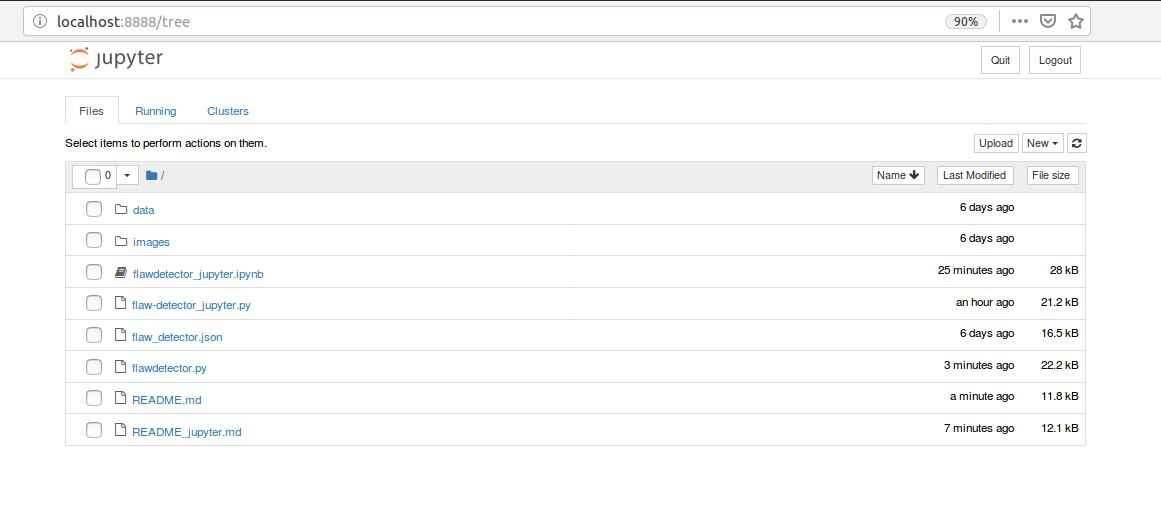 localhost:8888/tree 90%
jupyter Quit Logout
Files Running Clusters
Select items to perform actions on them. Upload New
0 / Name Last Modified File size
data 6 days ago
images 6 days ago
flawdetector_jupyter.ipynb 25 minutes ago 28 kB
flaw-detector_jupyter.py an hour ago 21.2 kB
flaw_detector.json 6 days ago 16.5 kB
flawdetector.py 3 minutes ago 22.2 kB
README.md a minute ago 11.8 kB
README_jupyter.md 7 minutes ago 12.1 kB